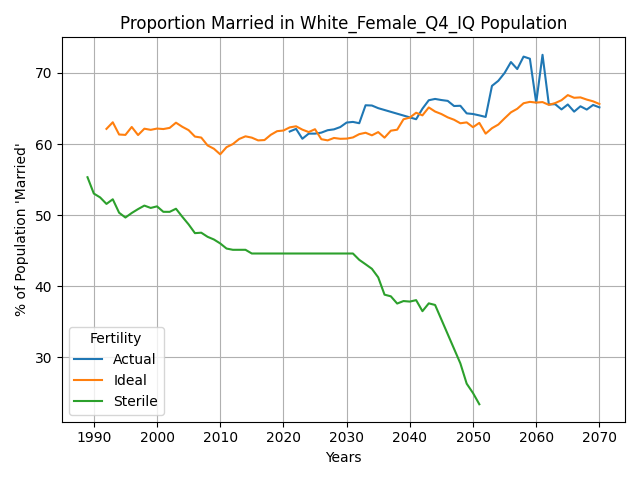 Proportion Married in White_Female_Q4_IQ Population
% of Population 'Married'
70
60
50
40
30
Fertility
Actual
Ideal
Sterile
1990 2000 2010 2020 2030 2040 2050 2060 2070
Years